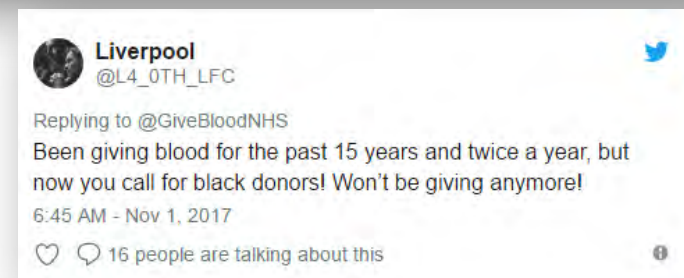 Liverpool
@L4_0TH_LFC
Replying to @GiveBloodNHS
Been giving blood for the past 15 years and twice a year, but
now you call for black donors! Won't be giving anymore!
6:45 AM - Nov 1, 2017
16 people are talking about this